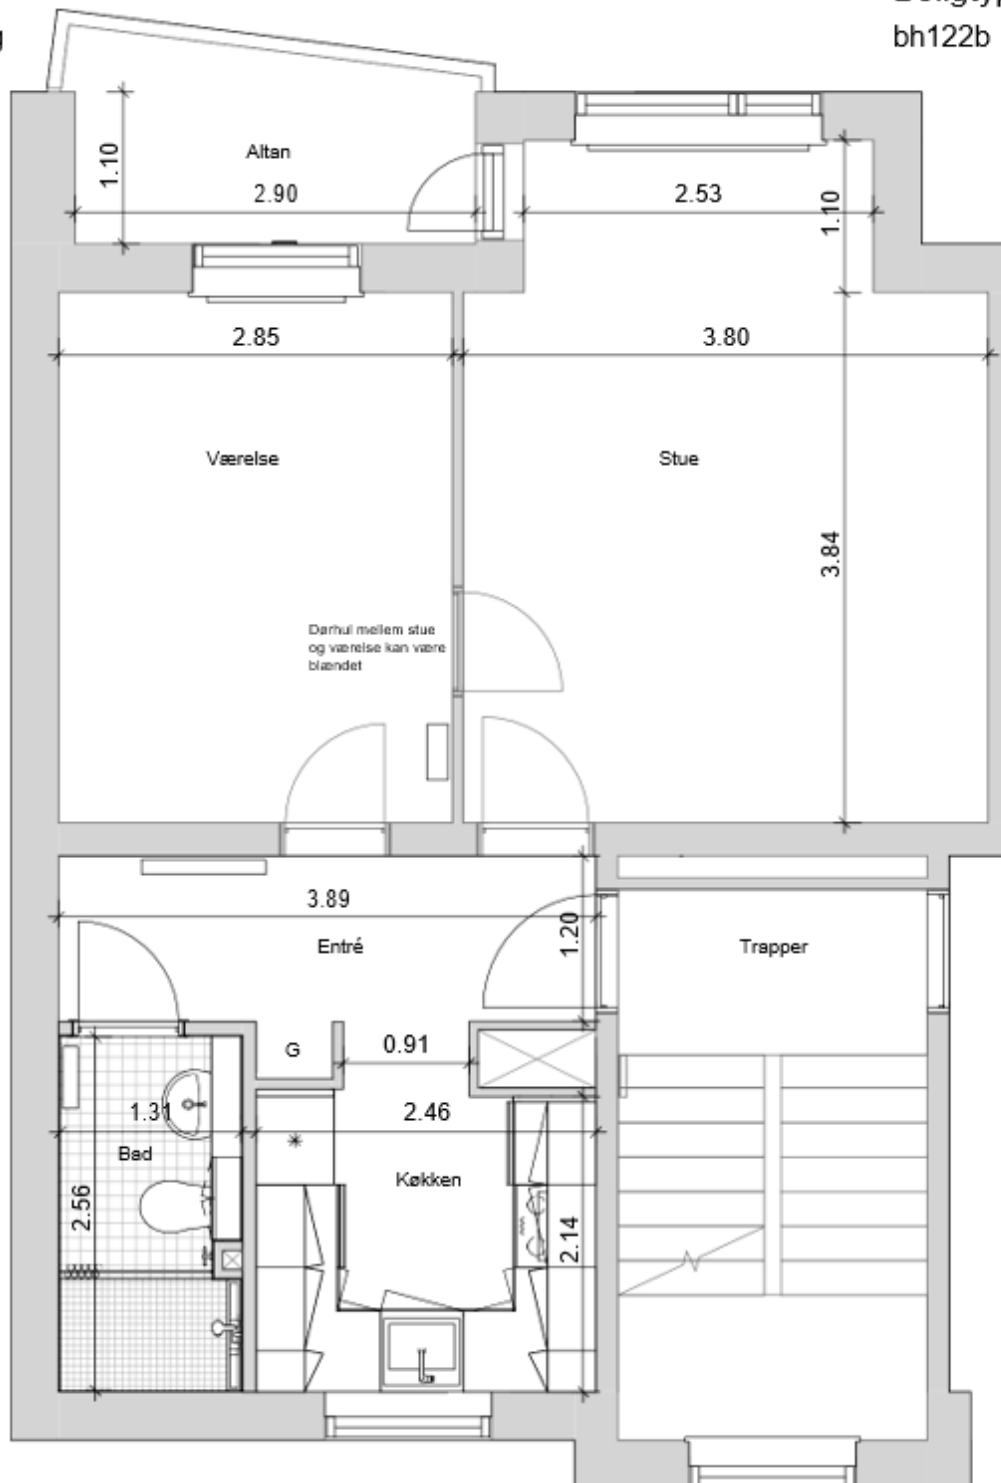 bh122b
Altan
1.10
2.90
2.53
1.10
2.85
3.80
Værelse
Stue
3.84
Dørhul mellem stue
og værelse kan være
blændet
3.89
1.20
Entré
Trapper
G
0.91
1.31
2.46
*
Bad
Køkken
2.56
2.14